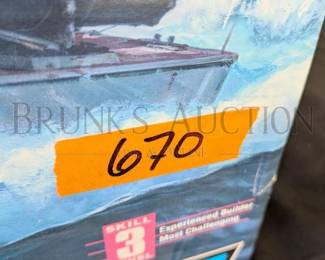 BRUNK'S AUCTION
670
SKILL
3
LEVEL
Experienced Builder
Most Challenging